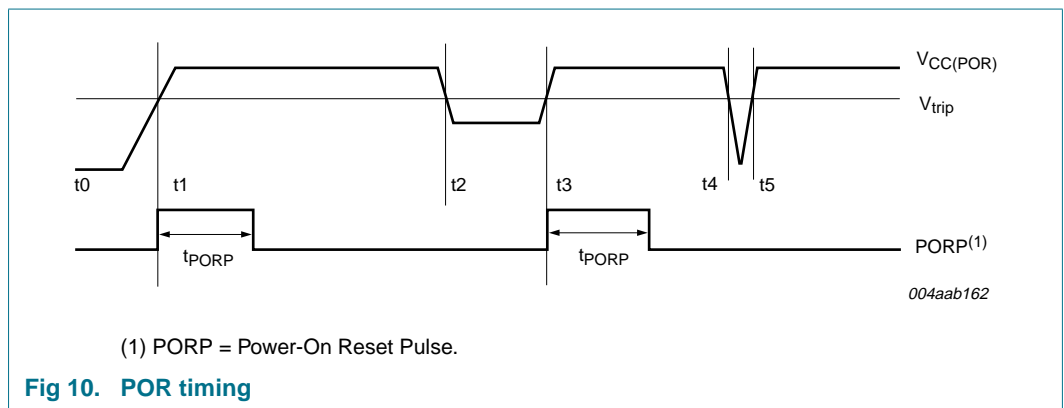 VCC(POR)
Vtrip
t0 t1 t2 t3 t4 t5
tPORP tPORP PORP(1)
004aab162
(1) PORP = Power-On Reset Pulse.
Fig 10. POR timing